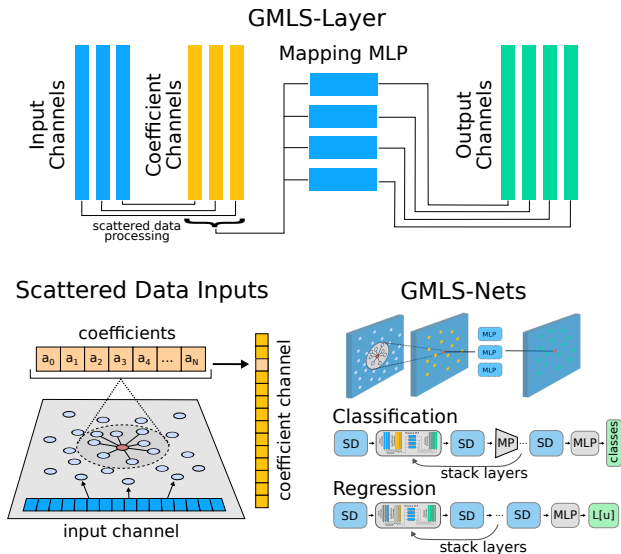 GMLS-Layer
Mapping MLP
Input
Channels
Coefficient
Channels
Output
Channels
scattered data
processing
Scattered Data Inputs
coefficients
a0 a1 a2 a3 a4 ... aN
coefficient channel
input channel
GMLS-Nets
MLP
MLP
MLP
Classification
SD SD MP ... SD MLP classes
stack layers
Regression
SD SD ... SD MLP L[u]
stack layers